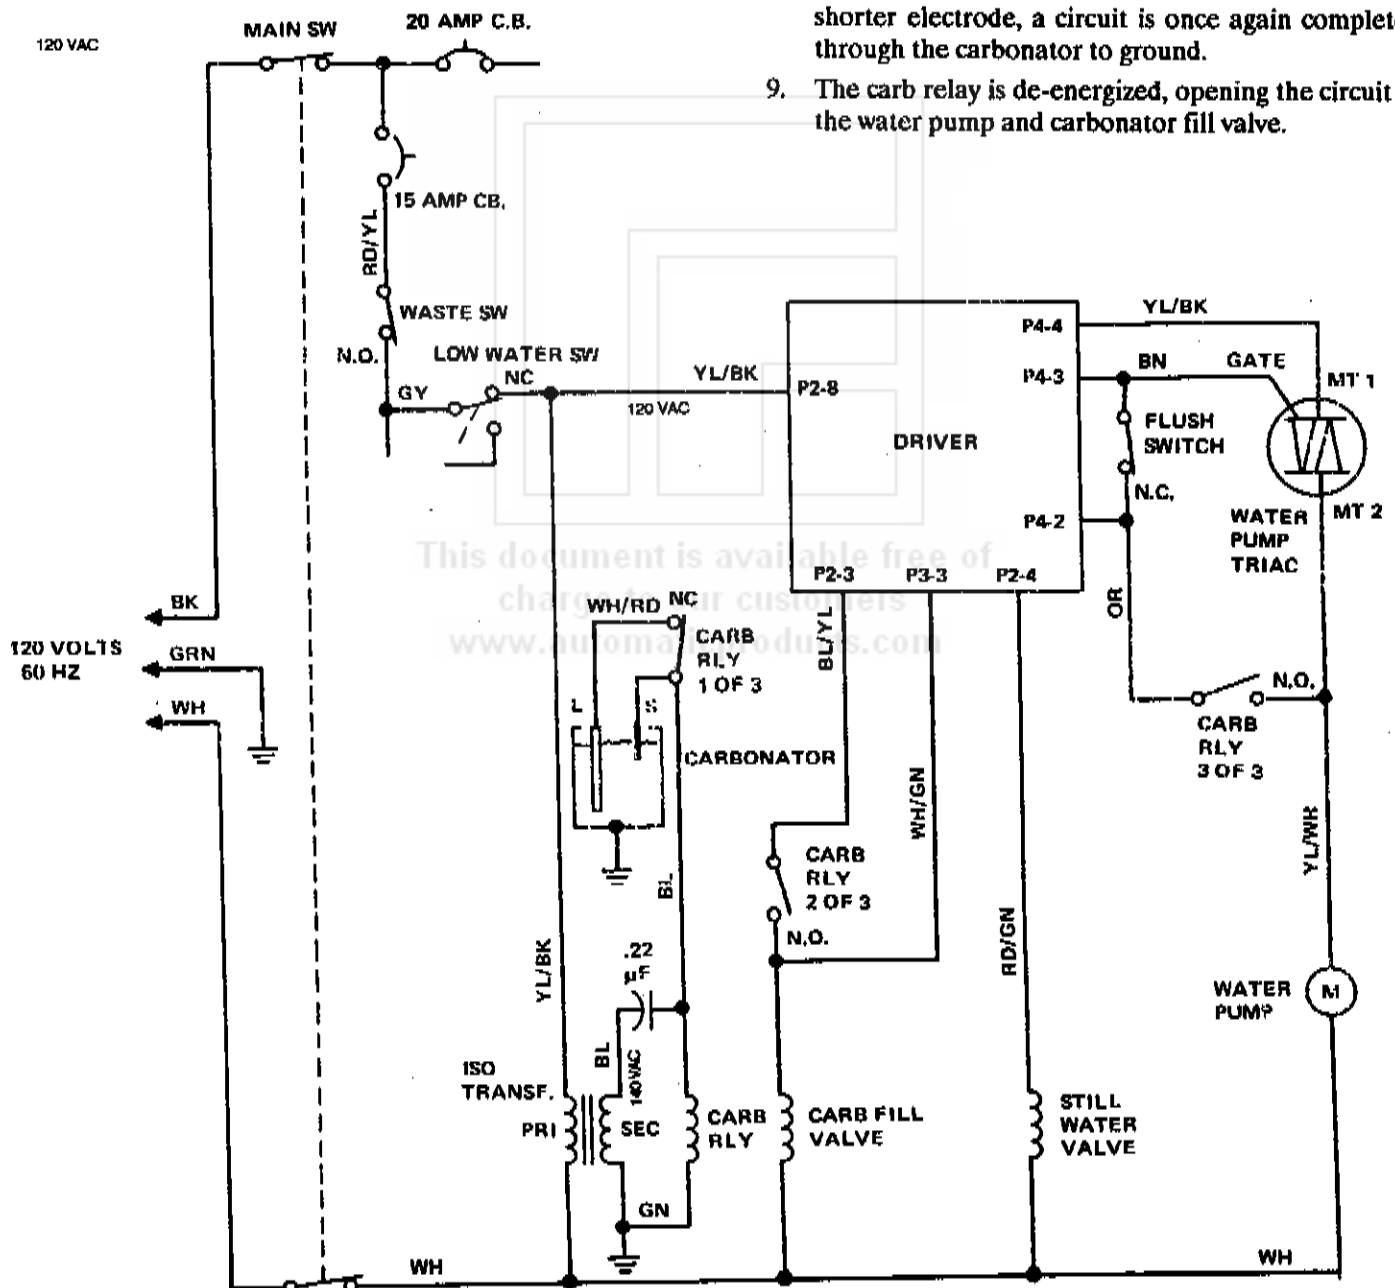 shorter electrode, a circuit is once again complet
through the carbonator to ground.
9. The carb relay is de-energized, opening the circuit
the water pump and carbonator fill valve.
120 VAC
MAIN SW
20 AMP C.B.
15 AMP CB.
RD/YL
WASTE SW
N.O.
LOW WATER SW
GY
NC
YL/BK
120 VAC
P2-8
DRIVER
P4-4
P4-3
P4-2
P2-3
P3-3
P2-4
YL/BK
BN
GATE
MT 1
FLUSH
SWITCH
N.C.
MT 2
WATER
PUMP
TRIAC
This document is available free of
charge to our customers
www.automaticproducts.com
BK
120 VOLTS
60 HZ
GRN
WH
WH/RD
NC
CARB
RLY
1 OF 3
BL/YL
OR
N.O.
CARB
RLY
3 OF 3
L
S
CARBONATOR
WH/GN
CARB
RLY
2 OF 3
N.O.
BL
YL/WH
YL/BK
.22
µF
RD/GN
WATER
PUMP
M
BL
140 VAC
ISO
TRANSF.
PRI
SEC
CARB
RLY
CARB FILL
VALVE
STILL
WATER
VALVE
GN
WH
WH